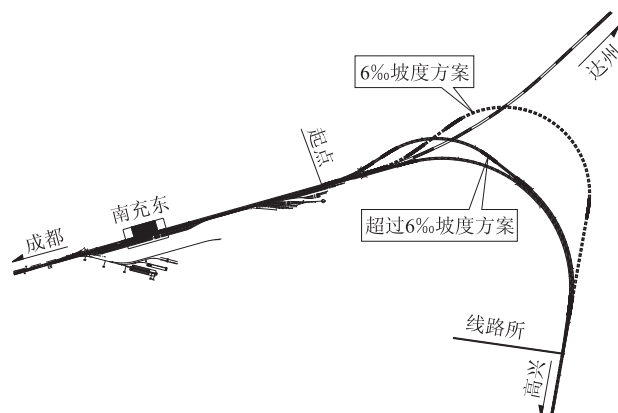 达州
6‰坡度方案
起点
南充东
成都
超过6‰坡度方案
线路所
高兴